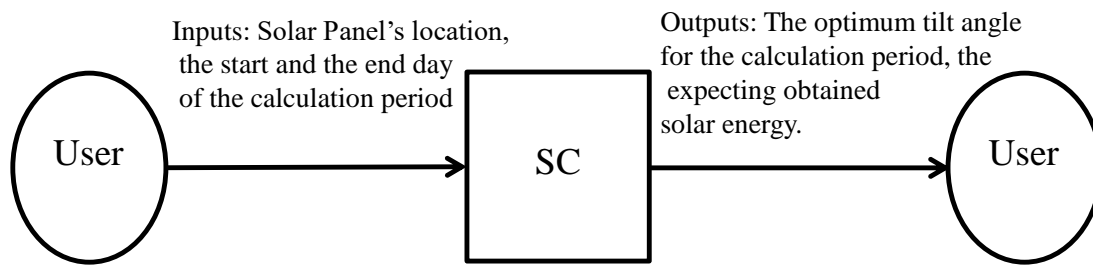 User
Inputs: Solar Panel's location,
the start and the end day
of the calculation period
SC
Outputs: The optimum tilt angle
for the calculation period, the
expecting obtained
solar energy.
User